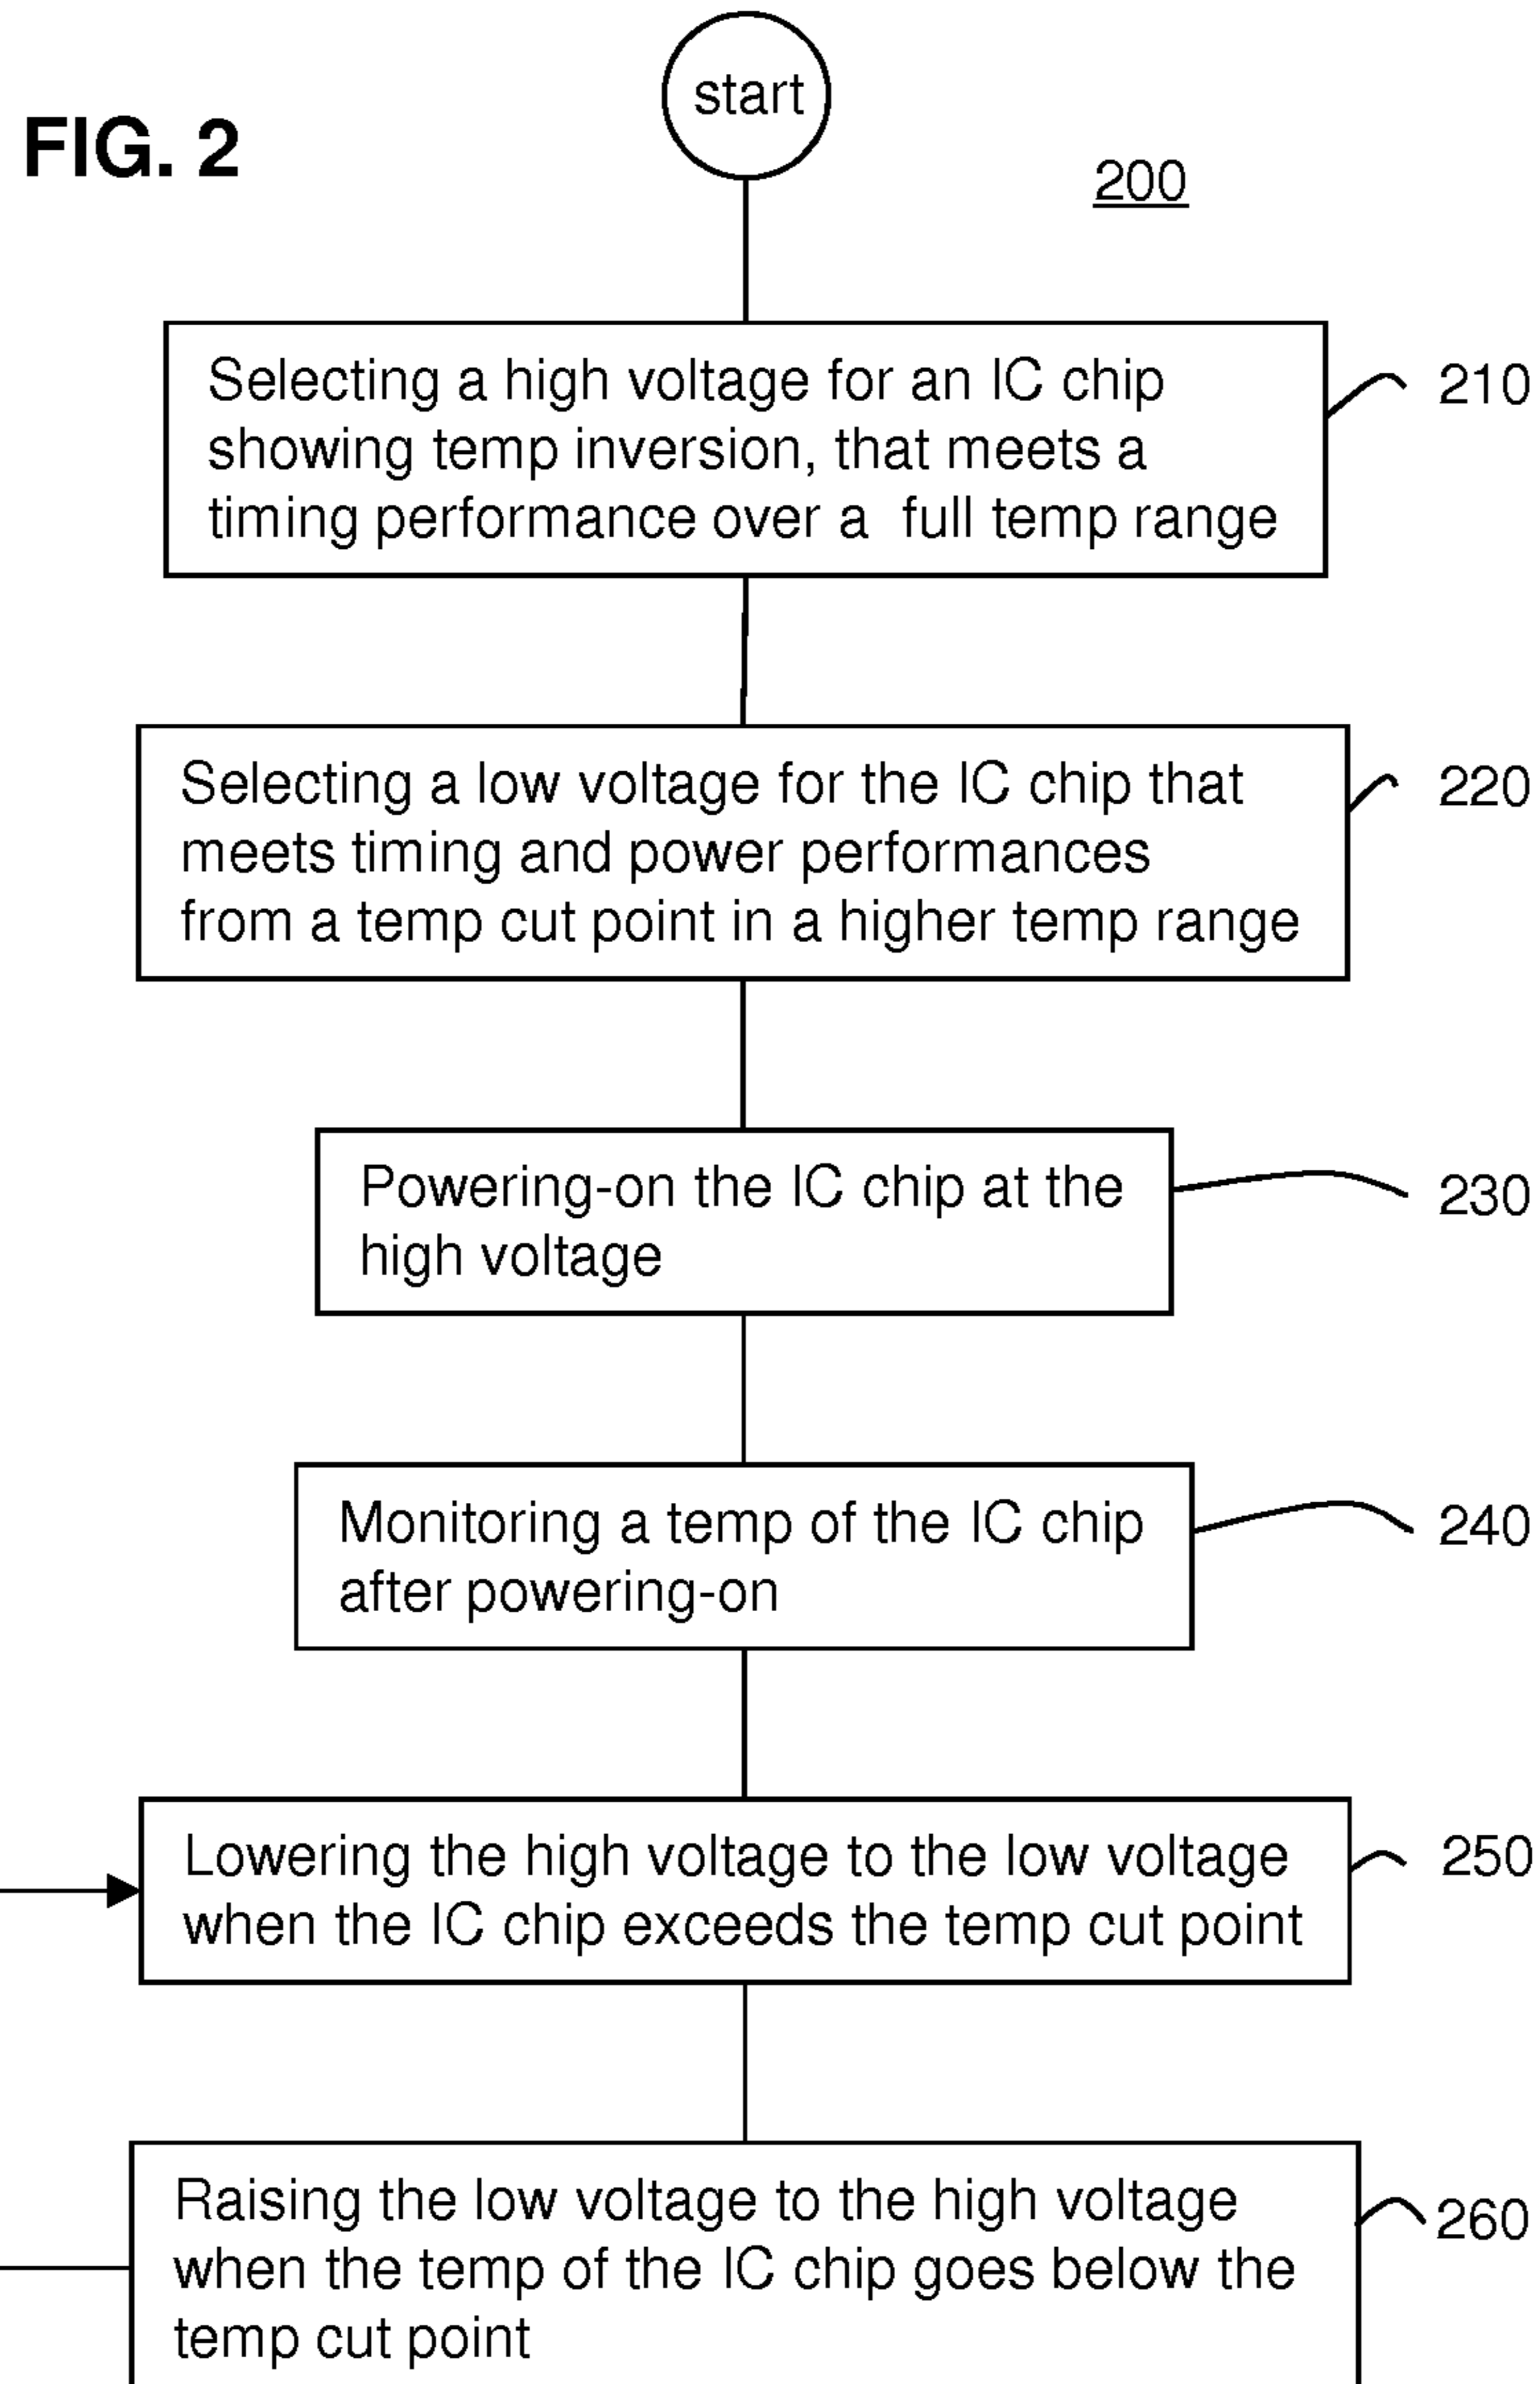 start
FIG. 2
200
Selecting a high voltage for an IC chip
showing temp inversion, that meets a
timing performance over a full temp range
210
Selecting a low voltage for the IC chip that
meets timing and power performances
from a temp cut point in a higher temp range
220
Powering-on the IC chip at the
high voltage
230
Monitoring a temp of the IC chip
after powering-on
240
Lowering the high voltage to the low voltage
when the IC chip exceeds the temp cut point
250
Raising the low voltage to the high voltage
when the temp of the IC chip goes below the
temp cut point
260